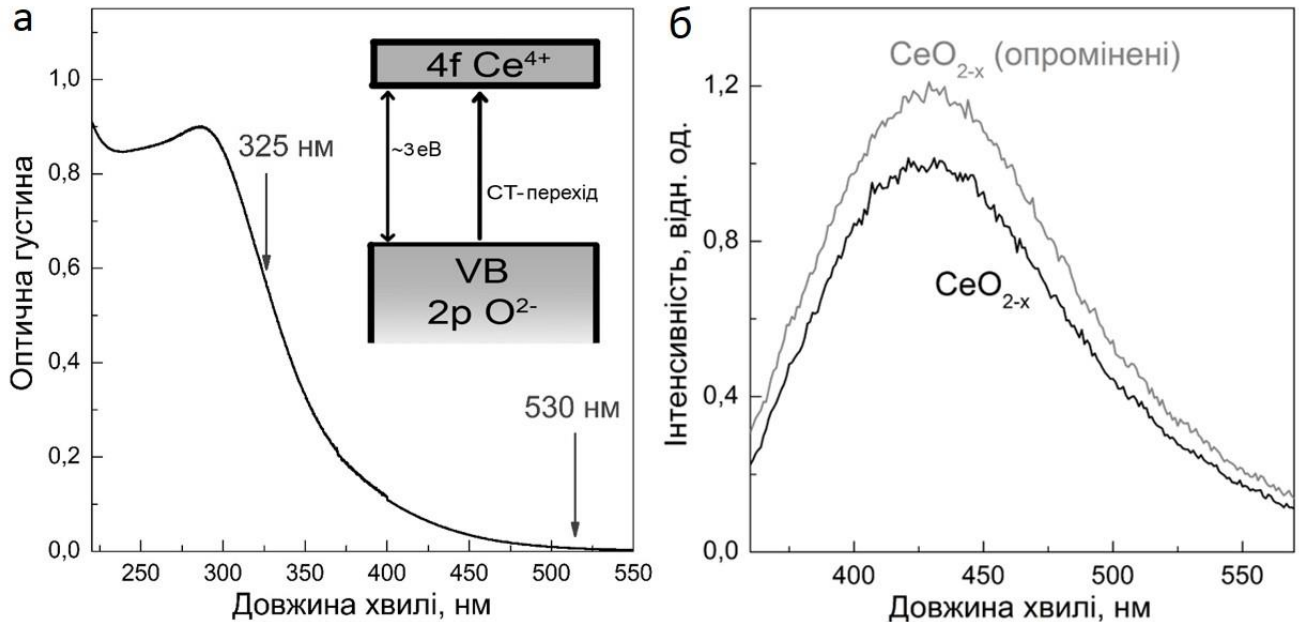 а
Оптична густина
1,0
0,8
0,6
0,4
0,2
0,0
325 нм
530 нм
4f Ce⁴⁺
~3 еВ
СТ- перехід
VB
2p O²⁻
250 300 350 400 450 500 550
Довжина хвилі, нм
б
Інтенсивність, відн. од.
1,2
0,8
0,4
0,0
CeO₂₋ₓ (опромінені)
CeO₂₋ₓ
400 450 500 550
Довжина хвилі, нм